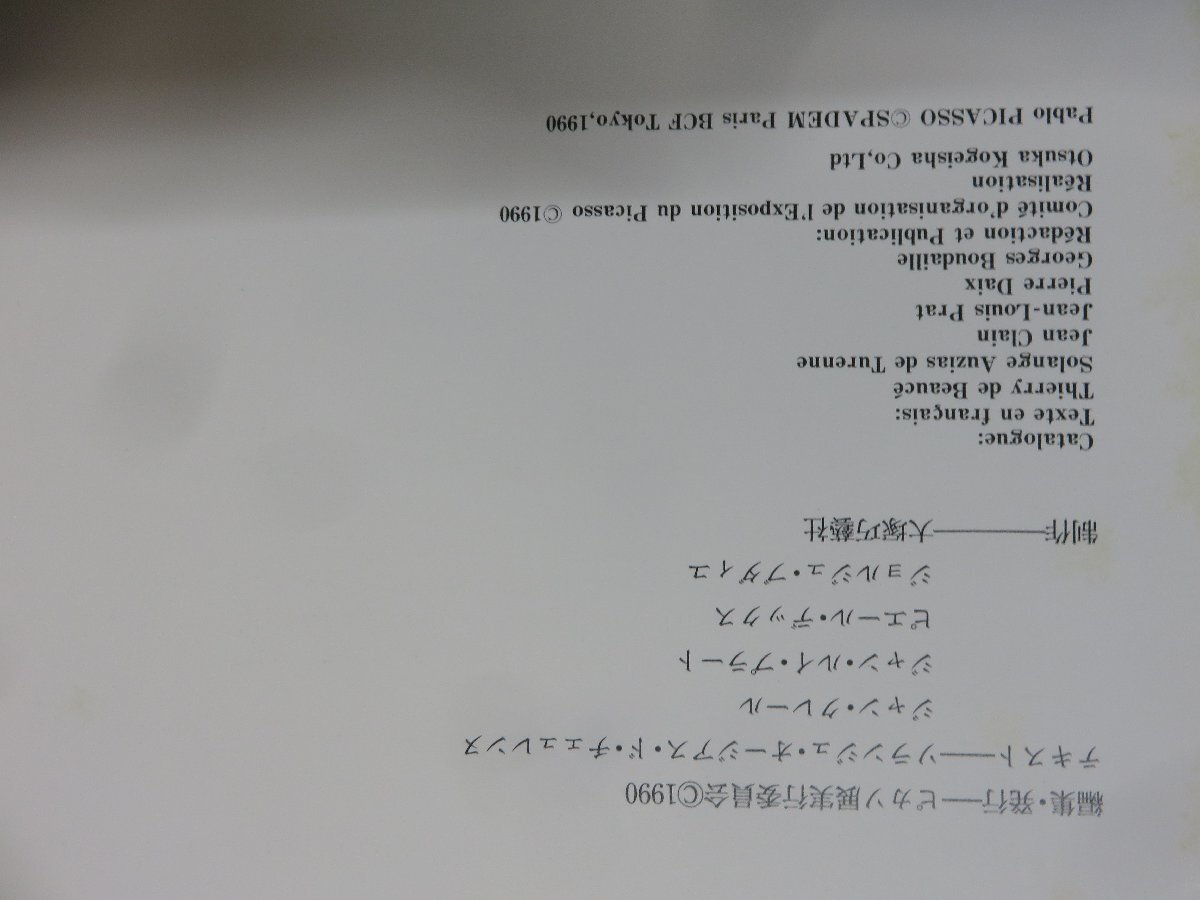 編集・発行──ピカソ展実行委員会©1990
テキスト───ソランジュ・オージアス・ド・チュレンヌ
ジャン・クレール
ジャン・ルイ・プラート
ピエール・デックス
ジョルジュ・ブダイユ
制作─────大塚巧藝社
Catalogue:
Texte en français:
Thierry de Beaucé
Solange Auzias de Turenne
Jean Clain
Jean-Louis Prat
Pierre Daix
Georges Boudaille
Rédaction et Publication:
Comité d'organisation de l'Exposition du Picasso ©1990
Réalisation
Otsuka Kogeisha Co,Ltd
Pablo PICASSO ©SPADEM Paris BCF Tokyo,1990